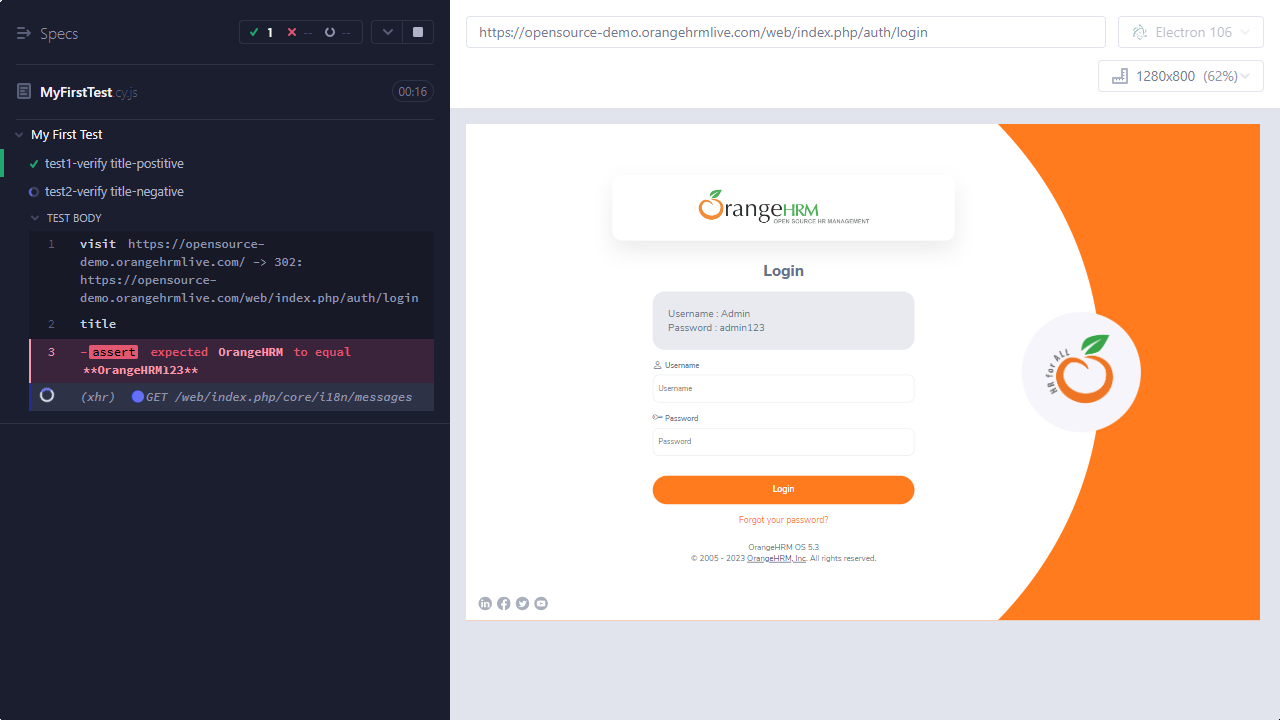 Specs
1 -- --
MyFirstTest.cy.js 00:16
My First Test
test1-verify title-postitive
test2-verify title-negative
TEST BODY
1 visit https://opensource-
demo.orangehrmlive.com/ -> 302:
https://opensource-
demo.orangehrmlive.com/web/index.php/auth/login
2 title
3 -assert expected OrangeHRM to equal
**OrangeHRM123**
(xhr) GET /web/index.php/core/i18n/messages
https://opensource-demo.orangehrmlive.com/web/index.php/auth/login
Electron 106
1280x800 (62%)
OrangeHRM
OPEN SOURCE HR MANAGEMENT
Login
Username : Admin
Password : admin123
Username
Username
Password
Password
Login
Forgot your password?
OrangeHRM OS 5.3
© 2005 - 2023 OrangeHRM, Inc. All rights reserved.
HR for ALL